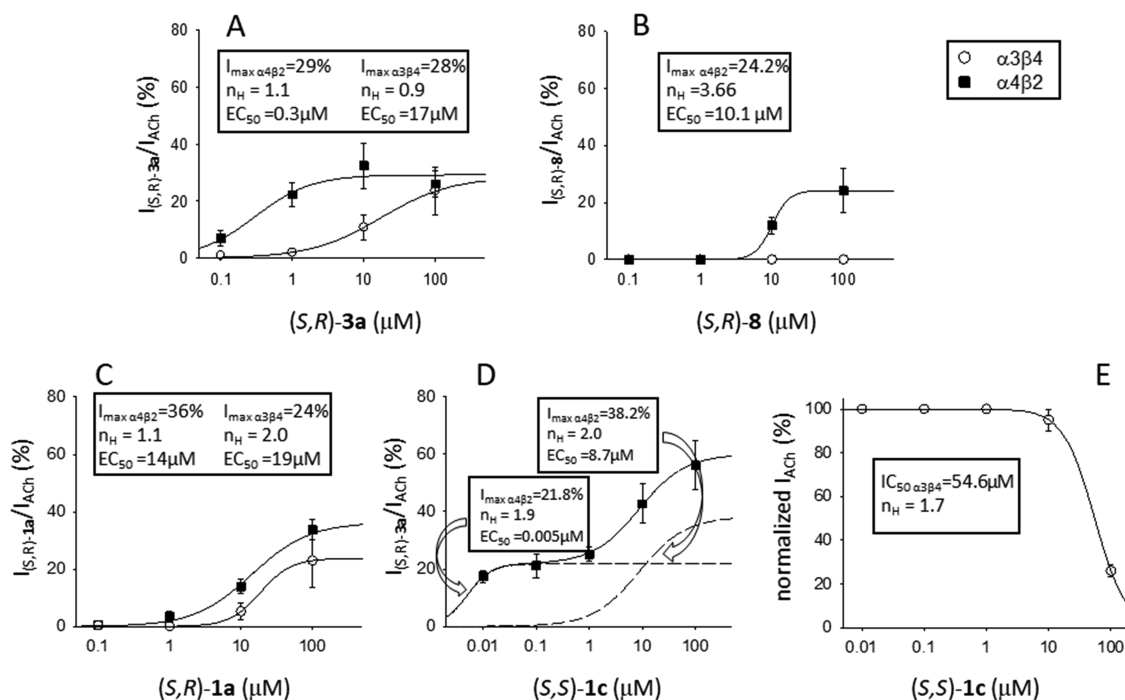 A
80
60
40
20
0
I(S,R)-3a/IACh (%)
Imax α4β2=29%
nH = 1.1
EC50 =0.3µM
Imax α3β4=28%
nH = 0.9
EC50 =17µM
0.1 1 10 100
(S,R)-3a (µM)
B
80
60
40
20
0
I(S,R)-8/IACh (%)
Imax α4β2=24.2%
nH = 3.66
EC50 =10.1 µM
0.1 1 10 100
(S,R)-8 (µM)
α3β4
α4β2
C
80
60
40
20
0
I(S,R)-1a/IACh (%)
Imax α4β2=36%
nH = 1.1
EC50 =14µM
Imax α3β4=24%
nH = 2.0
EC50 =19µM
0.1 1 10 100
(S,R)-1a (µM)
D
80
60
40
20
0
I(S,R)-3a/IACh (%)
Imax α4β2=38.2%
nH = 2.0
EC50 =8.7µM
Imax α4β2=21.8%
nH = 1.9
EC50 =0.005µM
0.01 0.1 1 10 100
(S,S)-1c (µM)
E
100
80
60
40
20
0
normalized IACh (%)
IC50 α3β4=54.6µM
nH = 1.7
0.01 0.1 1 10 100
(S,S)-1c (µM)